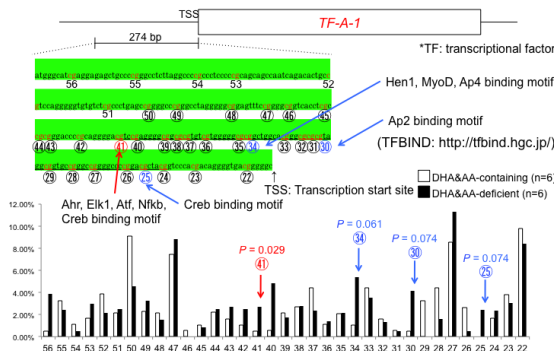 TSS
TF-A-1
274 bp
*TF: transcriptional factor
56 55 54 53 52
51 50 49 48 47 46 45
Hen1, MyoD, Ap4 binding motif
44 43 42 41 40 39 38 37 36 35 34 33 32 31 30
Ap2 binding motif
(TFBIND: http://tfbind.hgc.jp/)
29 28 27 26 25 24 23 22
TSS: Transcription start site
Ahr, Elk1, Atf, Nfkb,
Creb binding motif
Creb binding motif
DHA&AA-containing (n=6)
DHA&AA-deficient (n=6)
12.00%
10.00%
8.00%
6.00%
4.00%
2.00%
0.00%
P = 0.029
41
P = 0.061
34
P = 0.074
30
P = 0.074
25
56 55 54 53 52 51 50 49 48 47 46 45 44 43 42 41 40 39 38 37 36 35 34 33 32 31 30 29 28 27 26 25 24 23 22